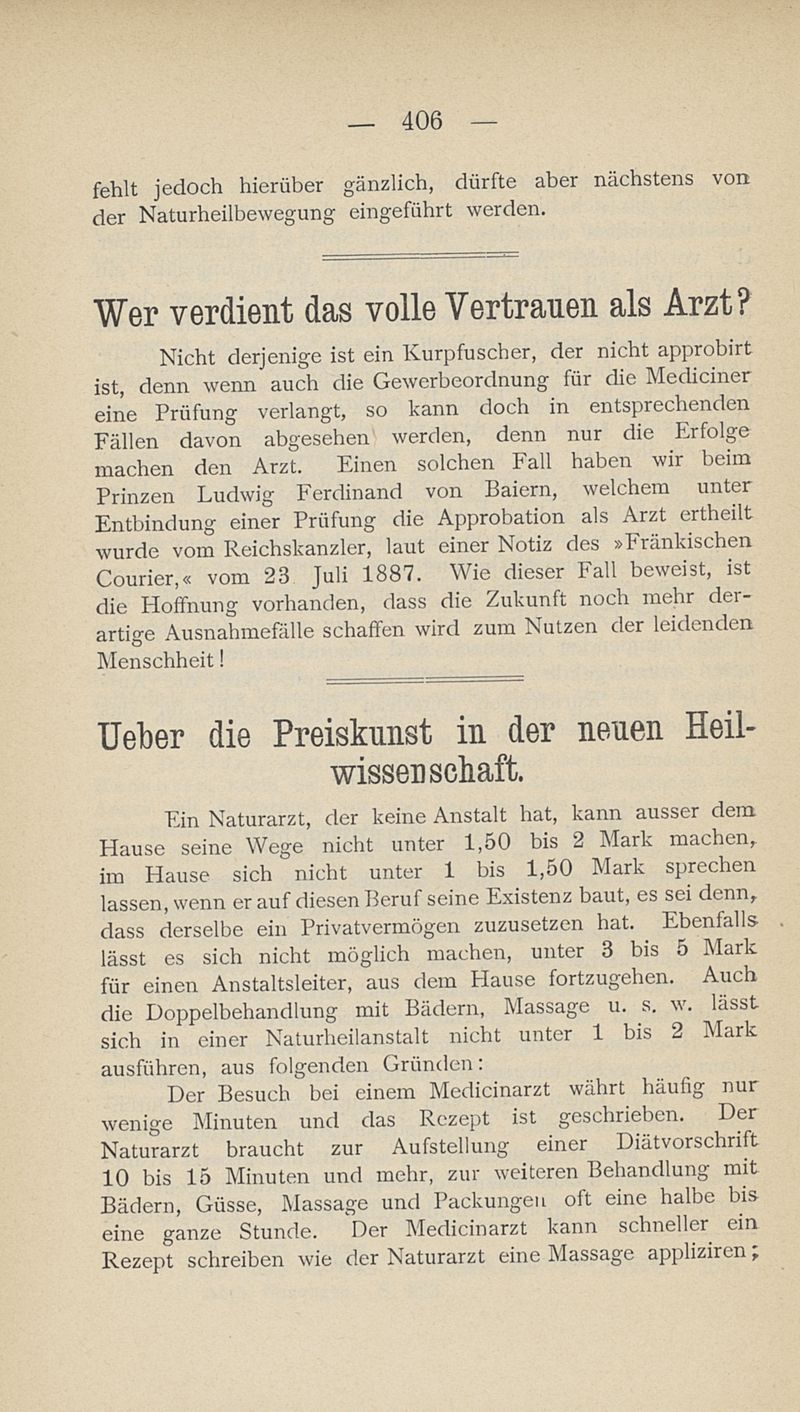 — 406 —
fehlt jedoch hierüber gänzlich, dürfte aber nächstens von
der Naturheilbewegung eingeführt werden.
Wer verdient das volle Vertrauen als Arzt?
Nicht derjenige ist ein Kurpfuscher, der nicht approbirt
ist, denn wenn auch die Gewerbeordnung für die Mediciner
eine Prüfung verlangt, so kann doch in entsprechenden
Fällen davon abgesehen werden, denn nur die Erfolge
machen den Arzt. Einen solchen Fall haben wir beim
Prinzen Ludwig Ferdinand von Baiern, welchem unter
Entbindung einer Prüfung die Approbation als Arzt ertheilt
wurde vom Reichskanzler, laut einer Notiz des »Fränkischen
Courier,« vom 23 Juli 1887. Wie dieser Fall beweist, ist
die Hoffnung vorhanden, dass die Zukunft noch mehr der-
artige Ausnahmefälle schaffen wird zum Nutzen der leidenden
Menschheit!
Ueber die Preiskunst in der neuen Heil-
wissenschaft.
Ein Naturarzt, der keine Anstalt hat, kann ausser dem
Hause seine Wege nicht unter 1,50 bis 2 Mark machen,
im Hause sich nicht unter 1 bis 1,50 Mark sprechen
lassen, wenn er auf diesen Beruf seine Existenz baut, es sei denn,
dass derselbe ein Privatvermögen zuzusetzen hat. Ebenfalls
lässt es sich nicht möglich machen, unter 3 bis 5 Mark
für einen Anstaltsleiter, aus dem Hause fortzugehen. Auch
die Doppelbehandlung mit Bädern, Massage u. s. w. lässt
sich in einer Naturheilanstalt nicht unter 1 bis 2 Mark
ausführen, aus folgenden Gründen:
Der Besuch bei einem Medicinarzt währt häufig nur
wenige Minuten und das Rezept ist geschrieben. Der
Naturarzt braucht zur Aufstellung einer Diätvorschrift
10 bis 15 Minuten und mehr, zur weiteren Behandlung mit
Bädern, Güsse, Massage und Packungen oft eine halbe bis
eine ganze Stunde. Der Medicinarzt kann schneller ein
Rezept schreiben wie der Naturarzt eine Massage appliziren;